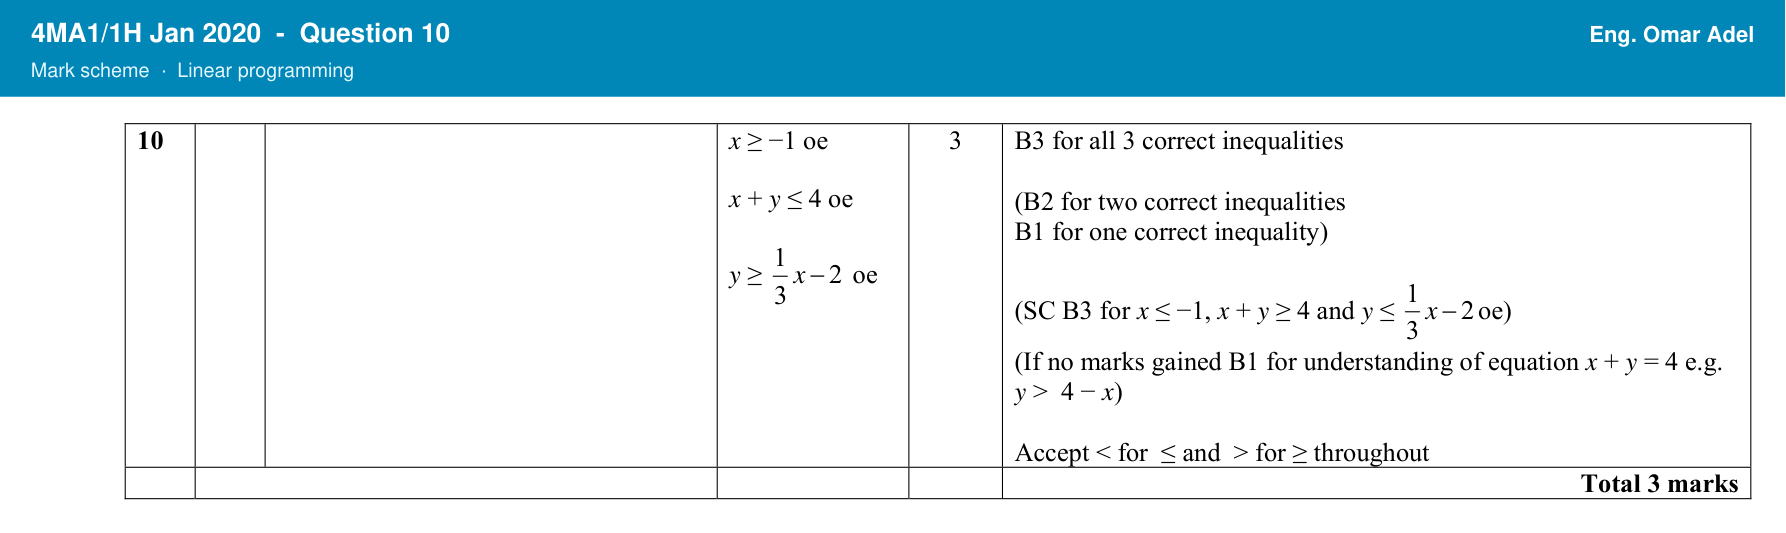 4MA1/1H Jan 2020 - Question 10
Eng. Omar Adel
Mark scheme · Linear programming
10
x ≥ −1 oe
x + y ≤ 4 oe
y ≥ 1/3 x − 2 oe
3
B3 for all 3 correct inequalities
(B2 for two correct inequalities
B1 for one correct inequality)
(SC B3 for x ≤ −1, x + y ≥ 4 and y ≤ 1/3 x − 2 oe)
(If no marks gained B1 for understanding of equation x + y = 4 e.g.
y > 4 − x)
Accept < for ≤ and > for ≥ throughout
Total 3 marks